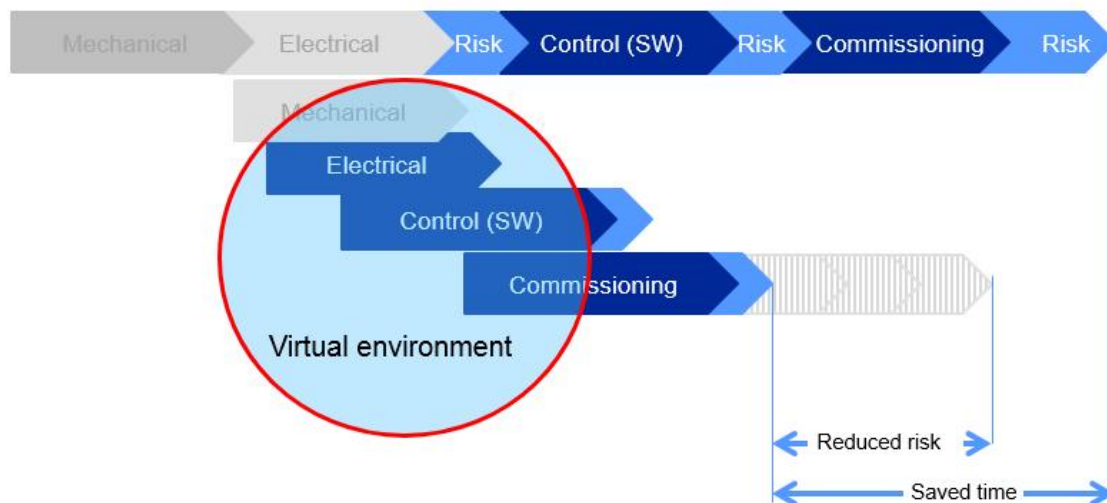 Mechanical Electrical Risk Control (SW) Risk Commissioning Risk
Mechanical
Electrical
Control (SW)
Commissioning
Virtual environment
Reduced risk
Saved time